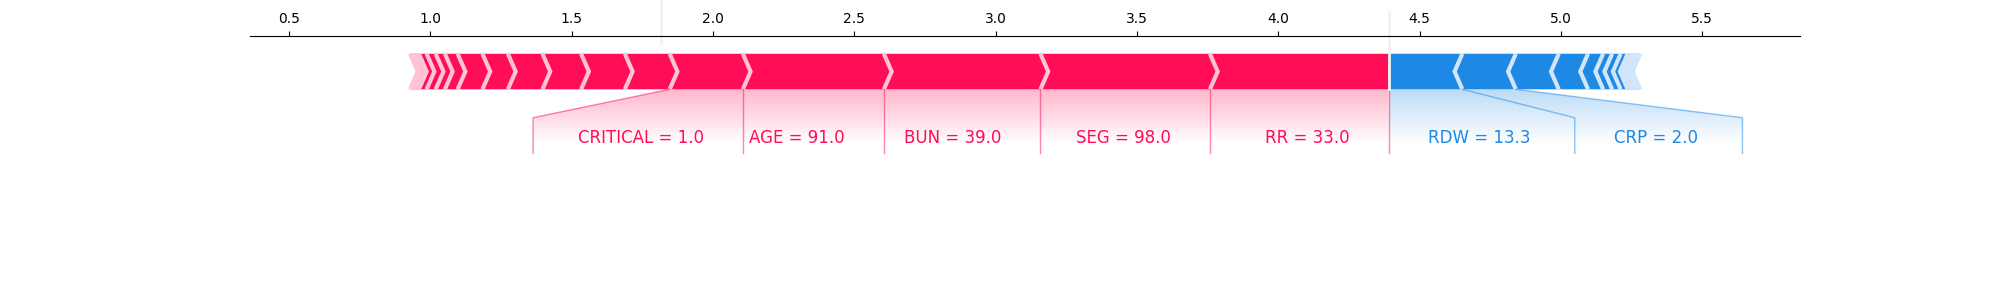 0.5 1.0 1.5 2.0 2.5 3.0 3.5 4.0 4.5 5.0 5.5
CRITICAL = 1.0 AGE = 91.0 BUN = 39.0 SEG = 98.0 RR = 33.0 RDW = 13.3 CRP = 2.0